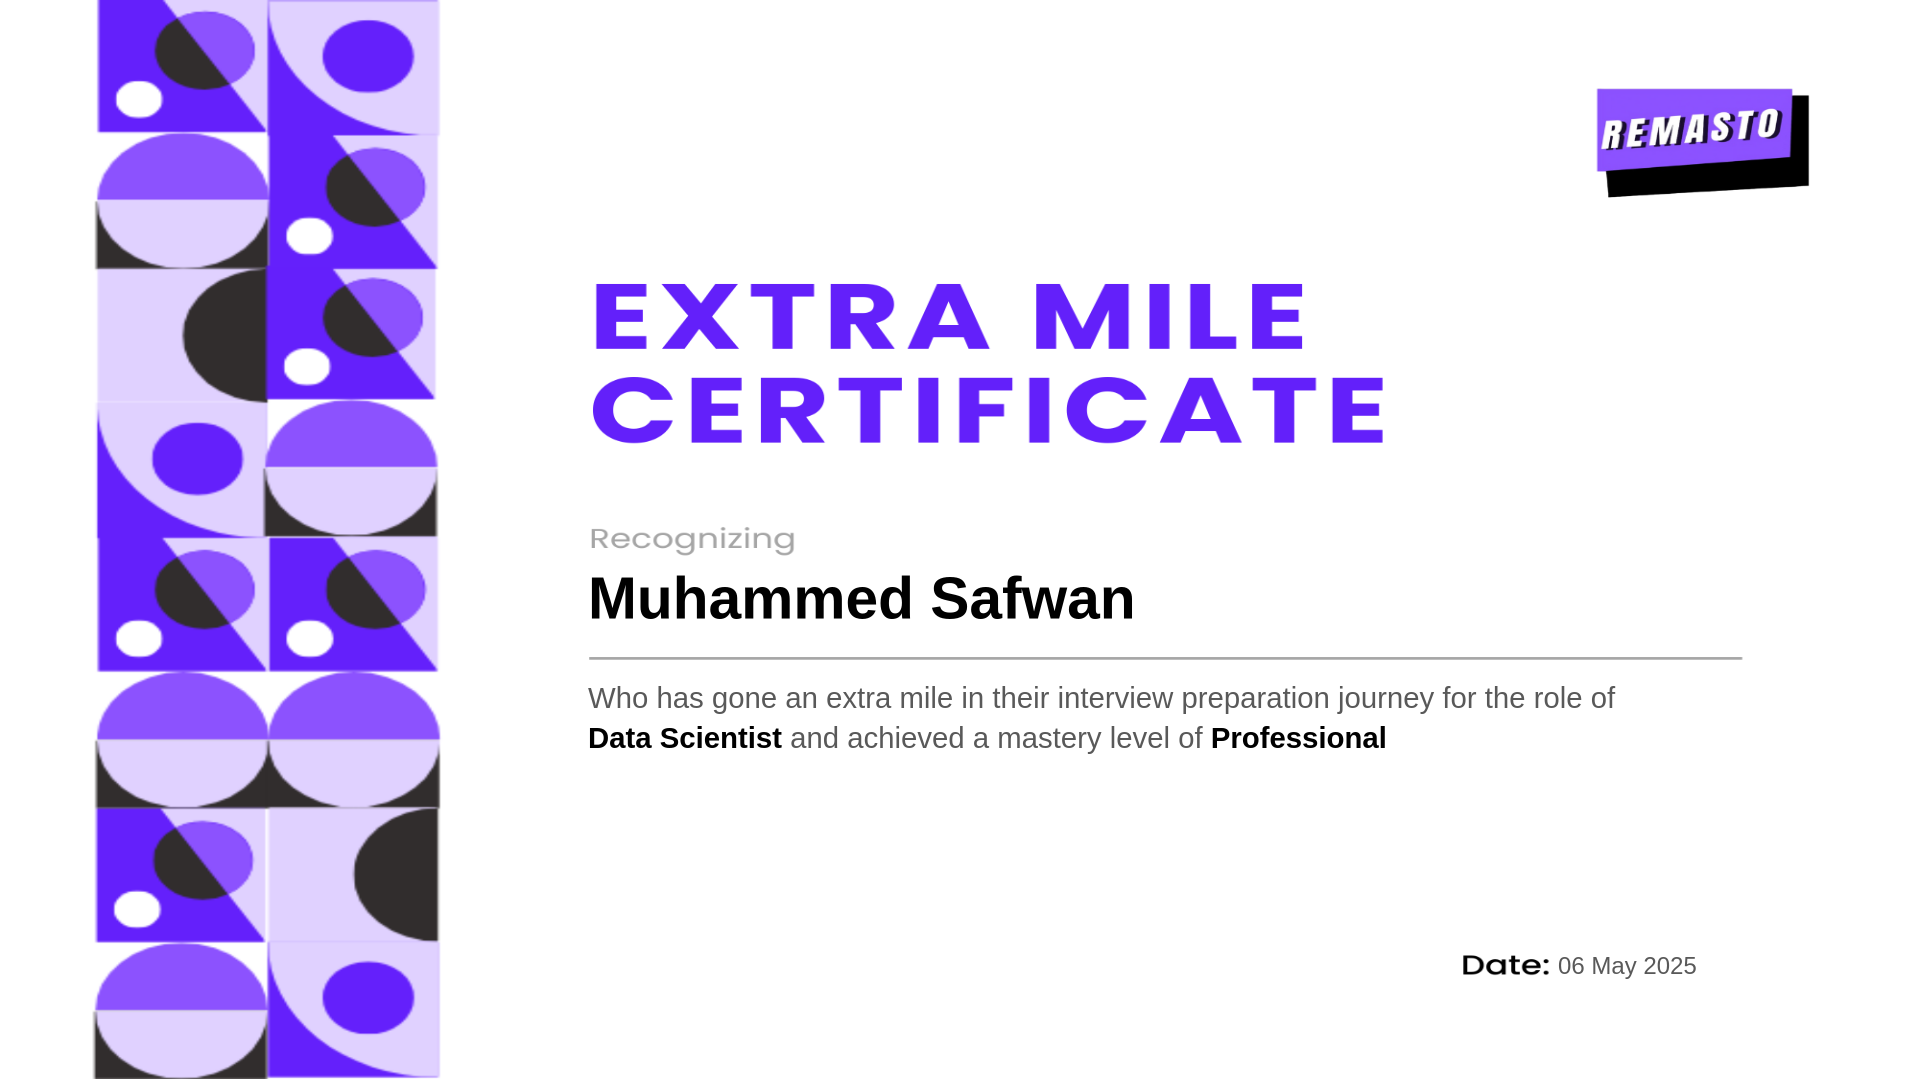 REMASTO
EXTRA MILE
CERTIFICATE
Recognizing
Muhammed Safwan
Who has gone an extra mile in their interview preparation journey for the role of
Data Scientist and achieved a mastery level of Professional
Date: 06 May 2025